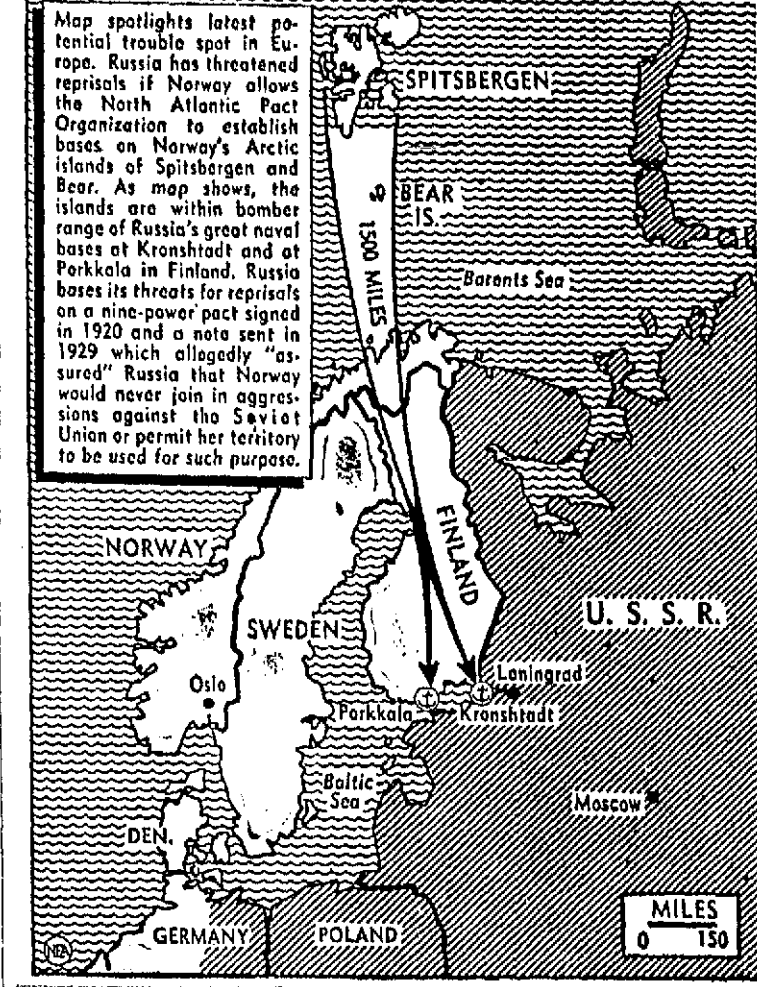 Map spotlights latest po-
tential trouble spot in Eu-
rope. Russia has threatened
reprisals if Norway allows
the North Atlantic Pact
Organization to establish
bases on Norway's Arctic
islands of Spitsbergen and
Bear. As map shows, the
islands are within bomber
range of Russia's great naval
bases at Kronshtadt and at
Porkkala in Finland. Russia
bases its threats for reprisals
on a nine-power pact signed
in 1920 and a note sent in
1929 which allegedly "as-
sured" Russia that Norway
would never join in aggres-
sions against the Soviet
Union or permit her territory
to be used for such purpose.
SPITSBERGEN
BEAR
IS.
1500 MILES
Barents Sea
NORWAY
FINLAND
SWEDEN
U. S. S. R.
Oslo
Leningrad
Porkkala
Kronshtadt
Baltic
Sea
Moscow
DEN.
GERMANY
POLAND
MILES
0 150
NEA